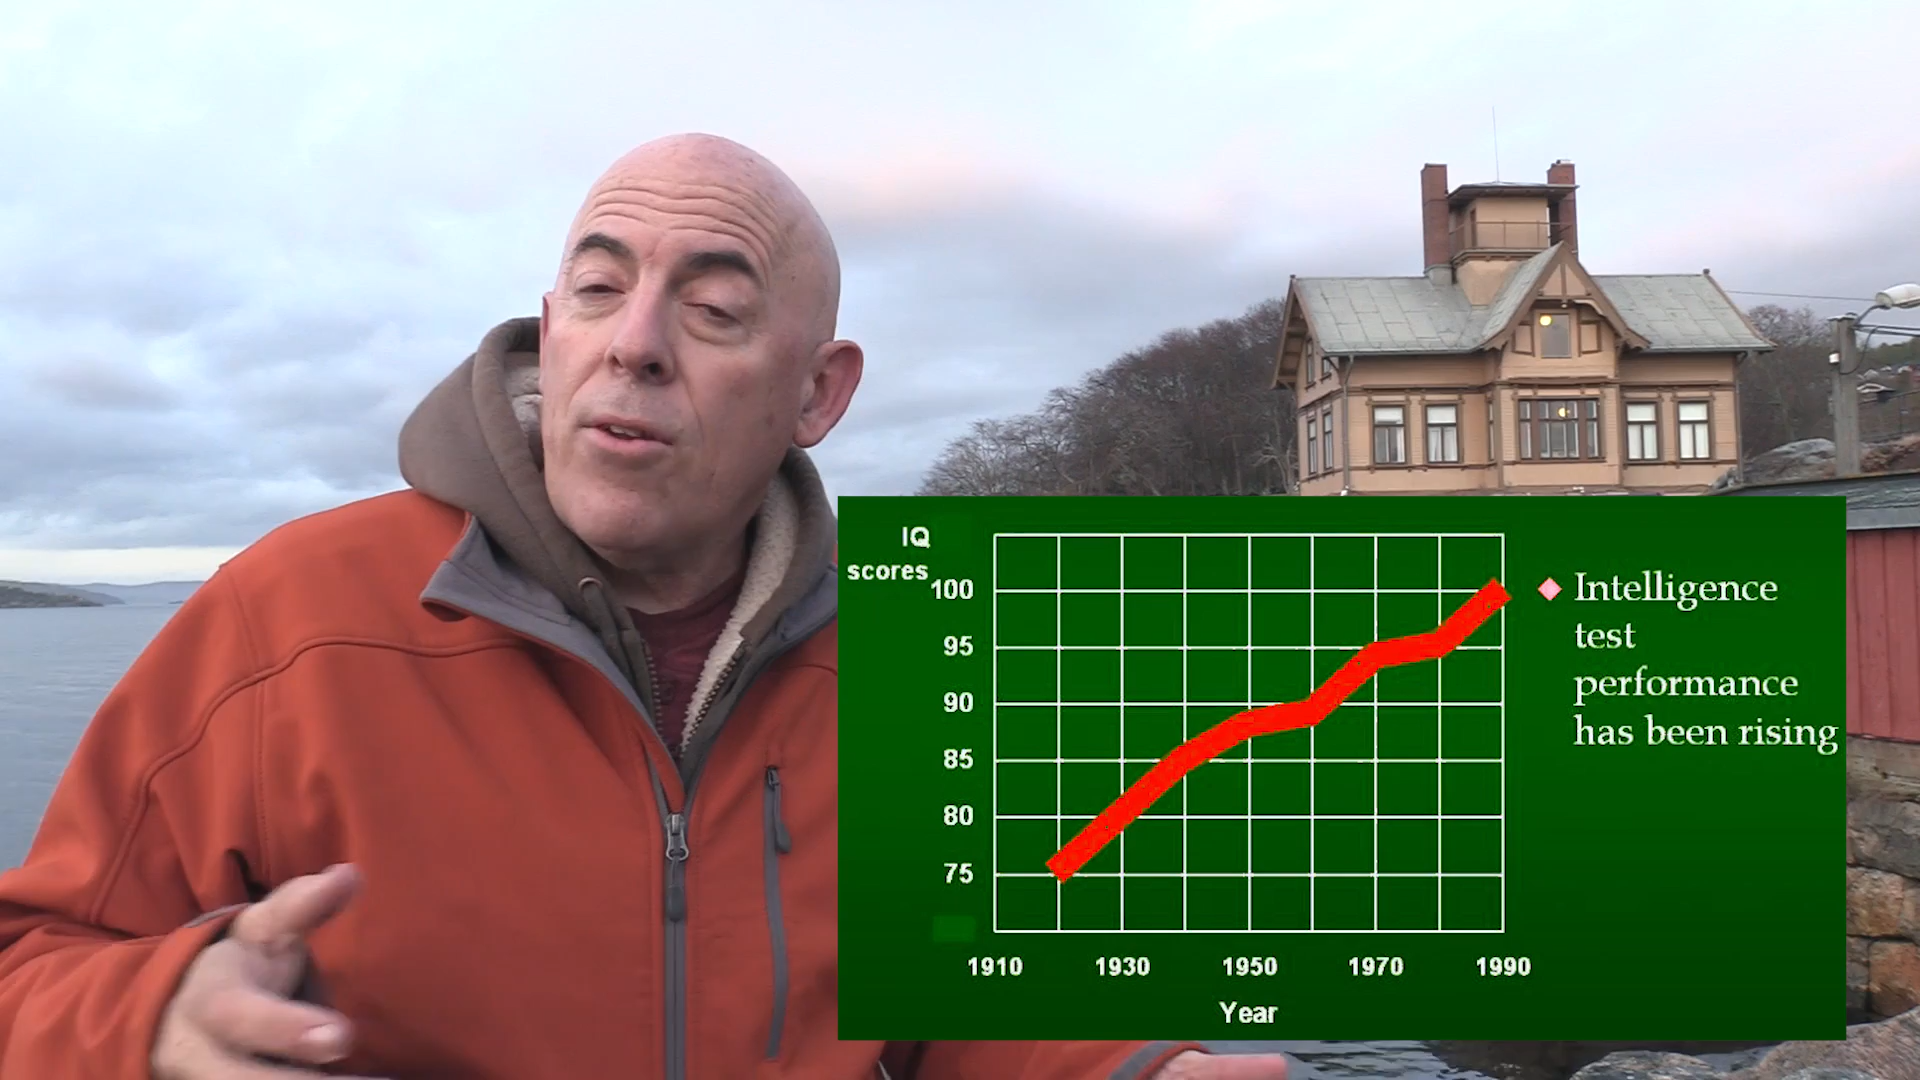 IQ
scores
100
95
90
85
80
75
1910 1930 1950 1970 1990
Year
Intelligence
test
performance
has been rising